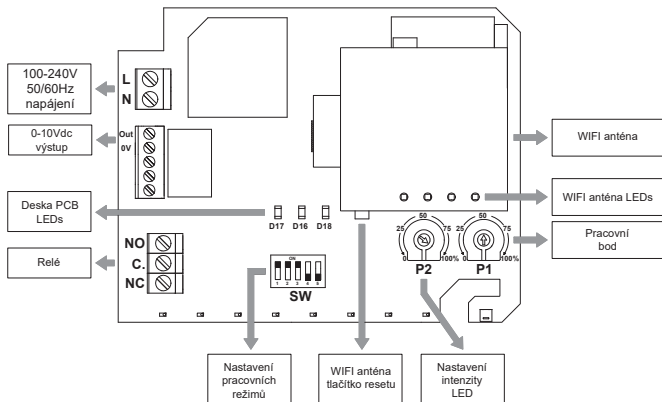 100-240V
50/60Hz
napájení
L
N
0-10Vdc
výstup
Out
0V
WIFI anténa
Deska PCB
LEDs
D17 D16 D18
WIFI anténa LEDs
50
25 75
0 100%
P2
50
25 75
0 100%
P1
Pracovní
bod
Relé
NO
C.
NC
ON
1 2 3 4 5
SW
Nastavení
pracovních
režimů
WIFI anténa
tlačítko resetu
Nastavení
intenzity
LED